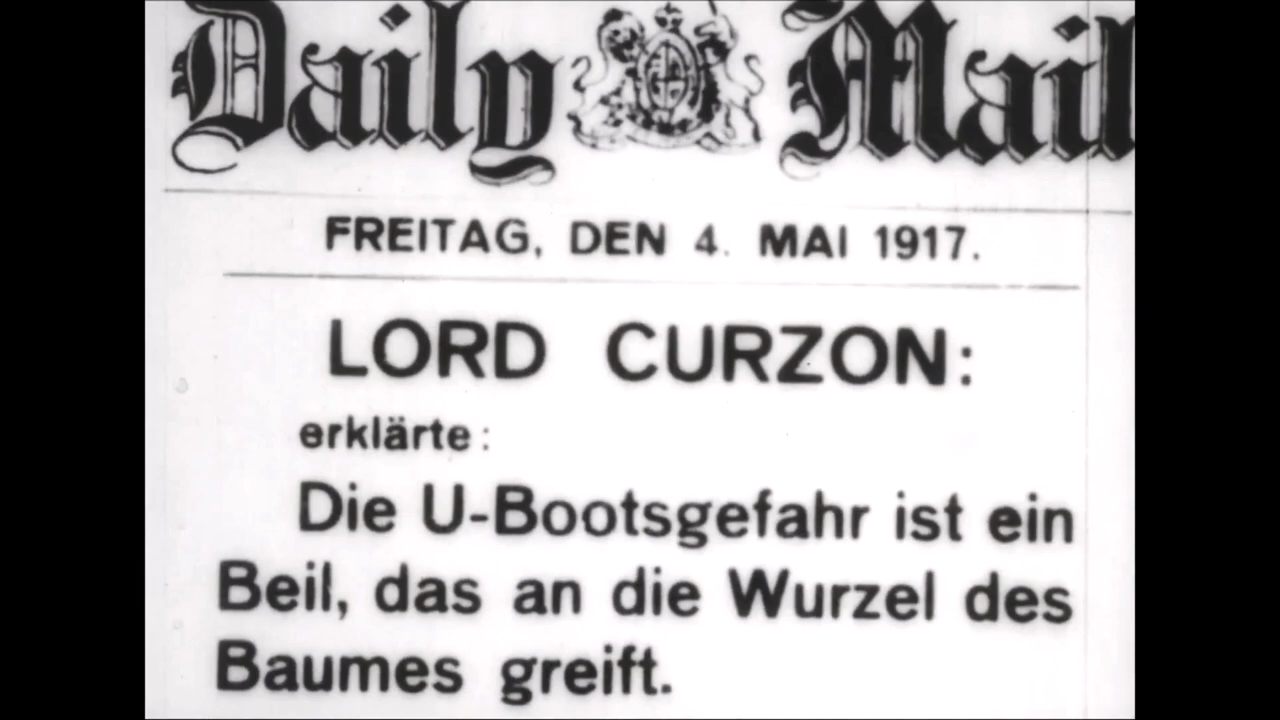 Daily Mail
FREITAG, DEN 4. MAI 1917.
LORD CURZON:
erklärte:
Die U-Bootsgefahr ist ein
Beil, das an die Wurzel des
Baumes greift.